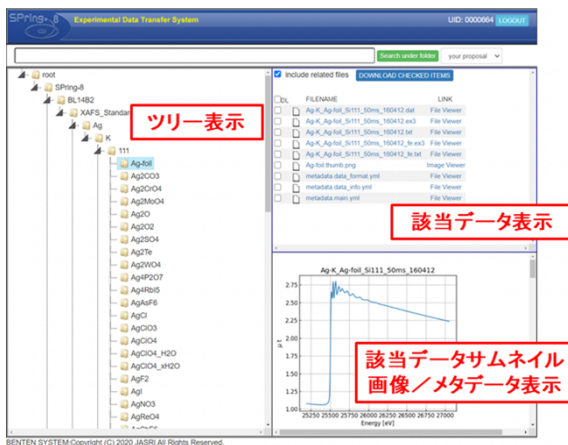 SPring-8
Experimental Data Transfer System
UID: 0000664 LOGOUT
Search under folder
your proposal
root
SPring-8
BL14B2
XAFS_Standar
Ag
K
111
Ag-foil
Ag2CO3
Ag2CrO4
Ag2MoO4
Ag2O
Ag2O2
Ag2SO4
Ag2Te
Ag2WO4
Ag4P2O7
Ag4RbI5
AgAsF6
AgCl
AgClO3
AgClO4
AgClO4_H2O
AgClO4_xH2O
AgF2
AgI
AgNO3
AgReO4
ツリー表示
Include related files DOWNLOAD CHECKED ITEMS
DL FILENAME LINK
Ag-K_Ag-foil_Si111_50ms_160412.dat File Viewer
Ag-K_Ag-foil_Si111_50ms_160412.ex3 File Viewer
Ag-K_Ag-foil_Si111_50ms_160412.txt File Viewer
Ag-K_Ag-foil_Si111_50ms_160412_fe.ex3 File Viewer
Ag-K_Ag-foil_Si111_50ms_160412_fe.txt File Viewer
Ag-foil.thumb.png Image Viewer
metadata.data_format.yml File Viewer
metadata.data_info.yml File Viewer
metadata.main.yml File Viewer
該当データ表示
Ag-K_Ag-foil_Si111_50ms_160412
2.75
2.50
2.25
2.00
1.75
1.50
1.25
1.00
μt
25250 25500 25750 26000 26250 26500 26750 27000
Energy [eV]
該当データサムネイル
画像／メタデータ表示
BENTEN SYSTEM:Copyright (C) 2020 JASRI All Rights Reserved.